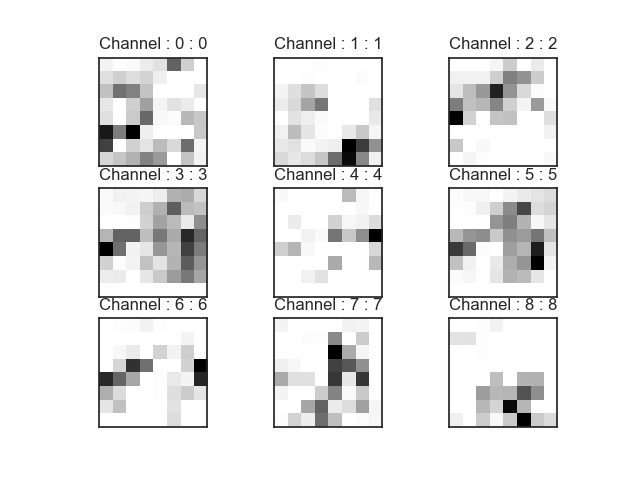 Channel : 0 : 0
Channel : 1 : 1
Channel : 2 : 2
Channel : 3 : 3
Channel : 4 : 4
Channel : 5 : 5
Channel : 6 : 6
Channel : 7 : 7
Channel : 8 : 8